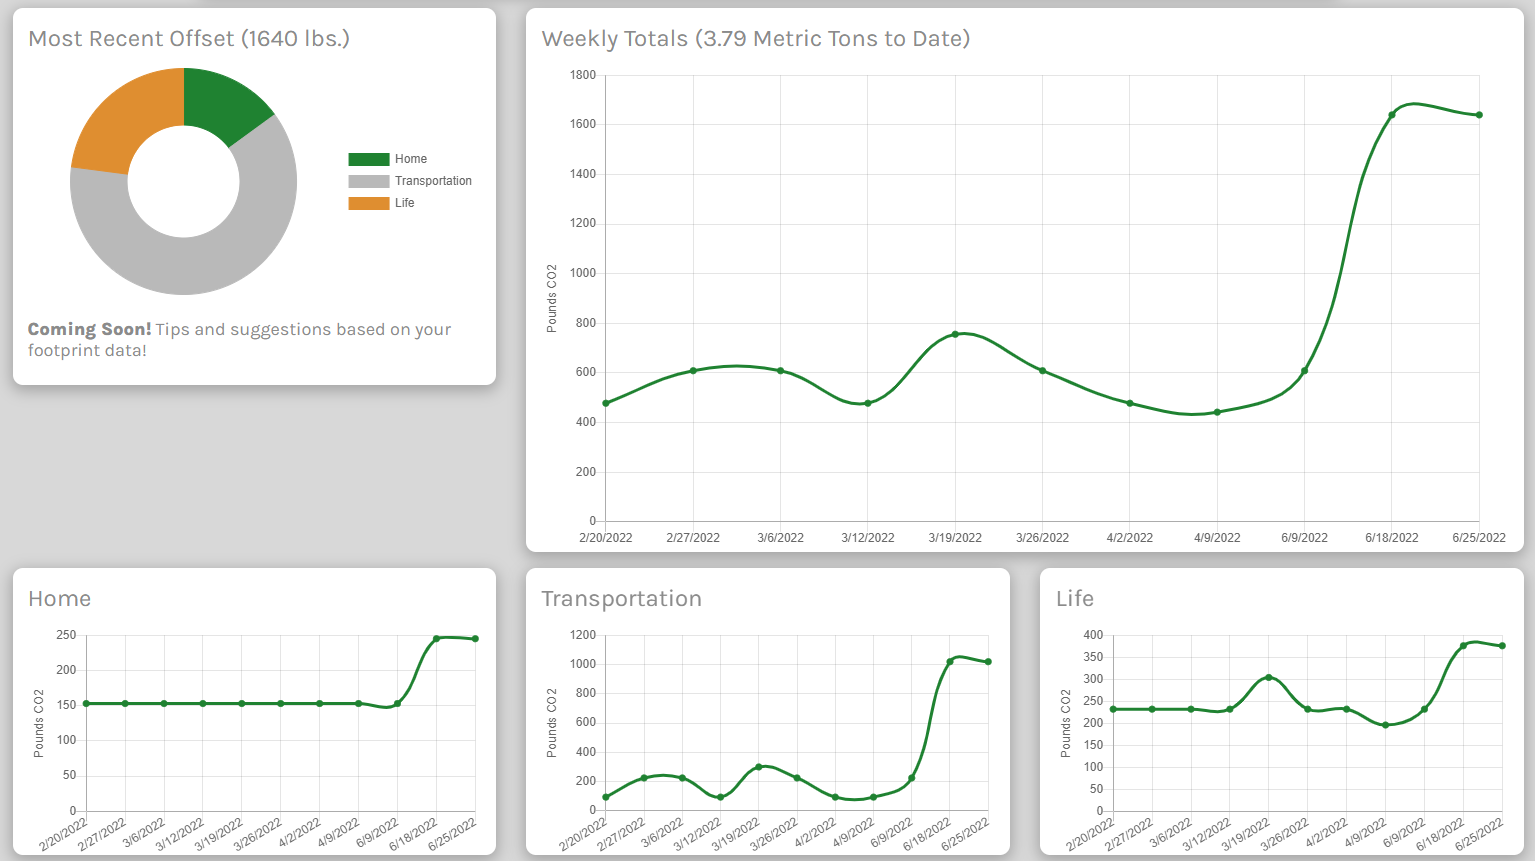 Most Recent Offset (1640 lbs.)
Home
Transportation
Life
Coming Soon! Tips and suggestions based on your
footprint data!
Weekly Totals (3.79 Metric Tons to Date)
Pounds CO2
1800
1600
1400
1200
1000
800
600
400
200
0
2/20/2022 2/27/2022 3/6/2022 3/12/2022 3/19/2022 3/26/2022 4/2/2022 4/9/2022 6/9/2022 6/18/2022 6/25/2022
Home
Pounds CO2
250
200
150
100
50
0
2/20/2022 2/27/2022 3/6/2022 3/12/2022 3/19/2022 3/26/2022 4/2/2022 4/9/2022 6/9/2022 6/18/2022 6/25/2022
Transportation
Pounds CO2
1200
1000
800
600
400
200
0
2/20/2022 2/27/2022 3/6/2022 3/12/2022 3/19/2022 3/26/2022 4/2/2022 4/9/2022 6/9/2022 6/18/2022 6/25/2022
Life
Pounds CO2
400
350
300
250
200
150
100
50
0
2/20/2022 2/27/2022 3/6/2022 3/12/2022 3/19/2022 3/26/2022 4/2/2022 4/9/2022 6/9/2022 6/18/2022 6/25/2022